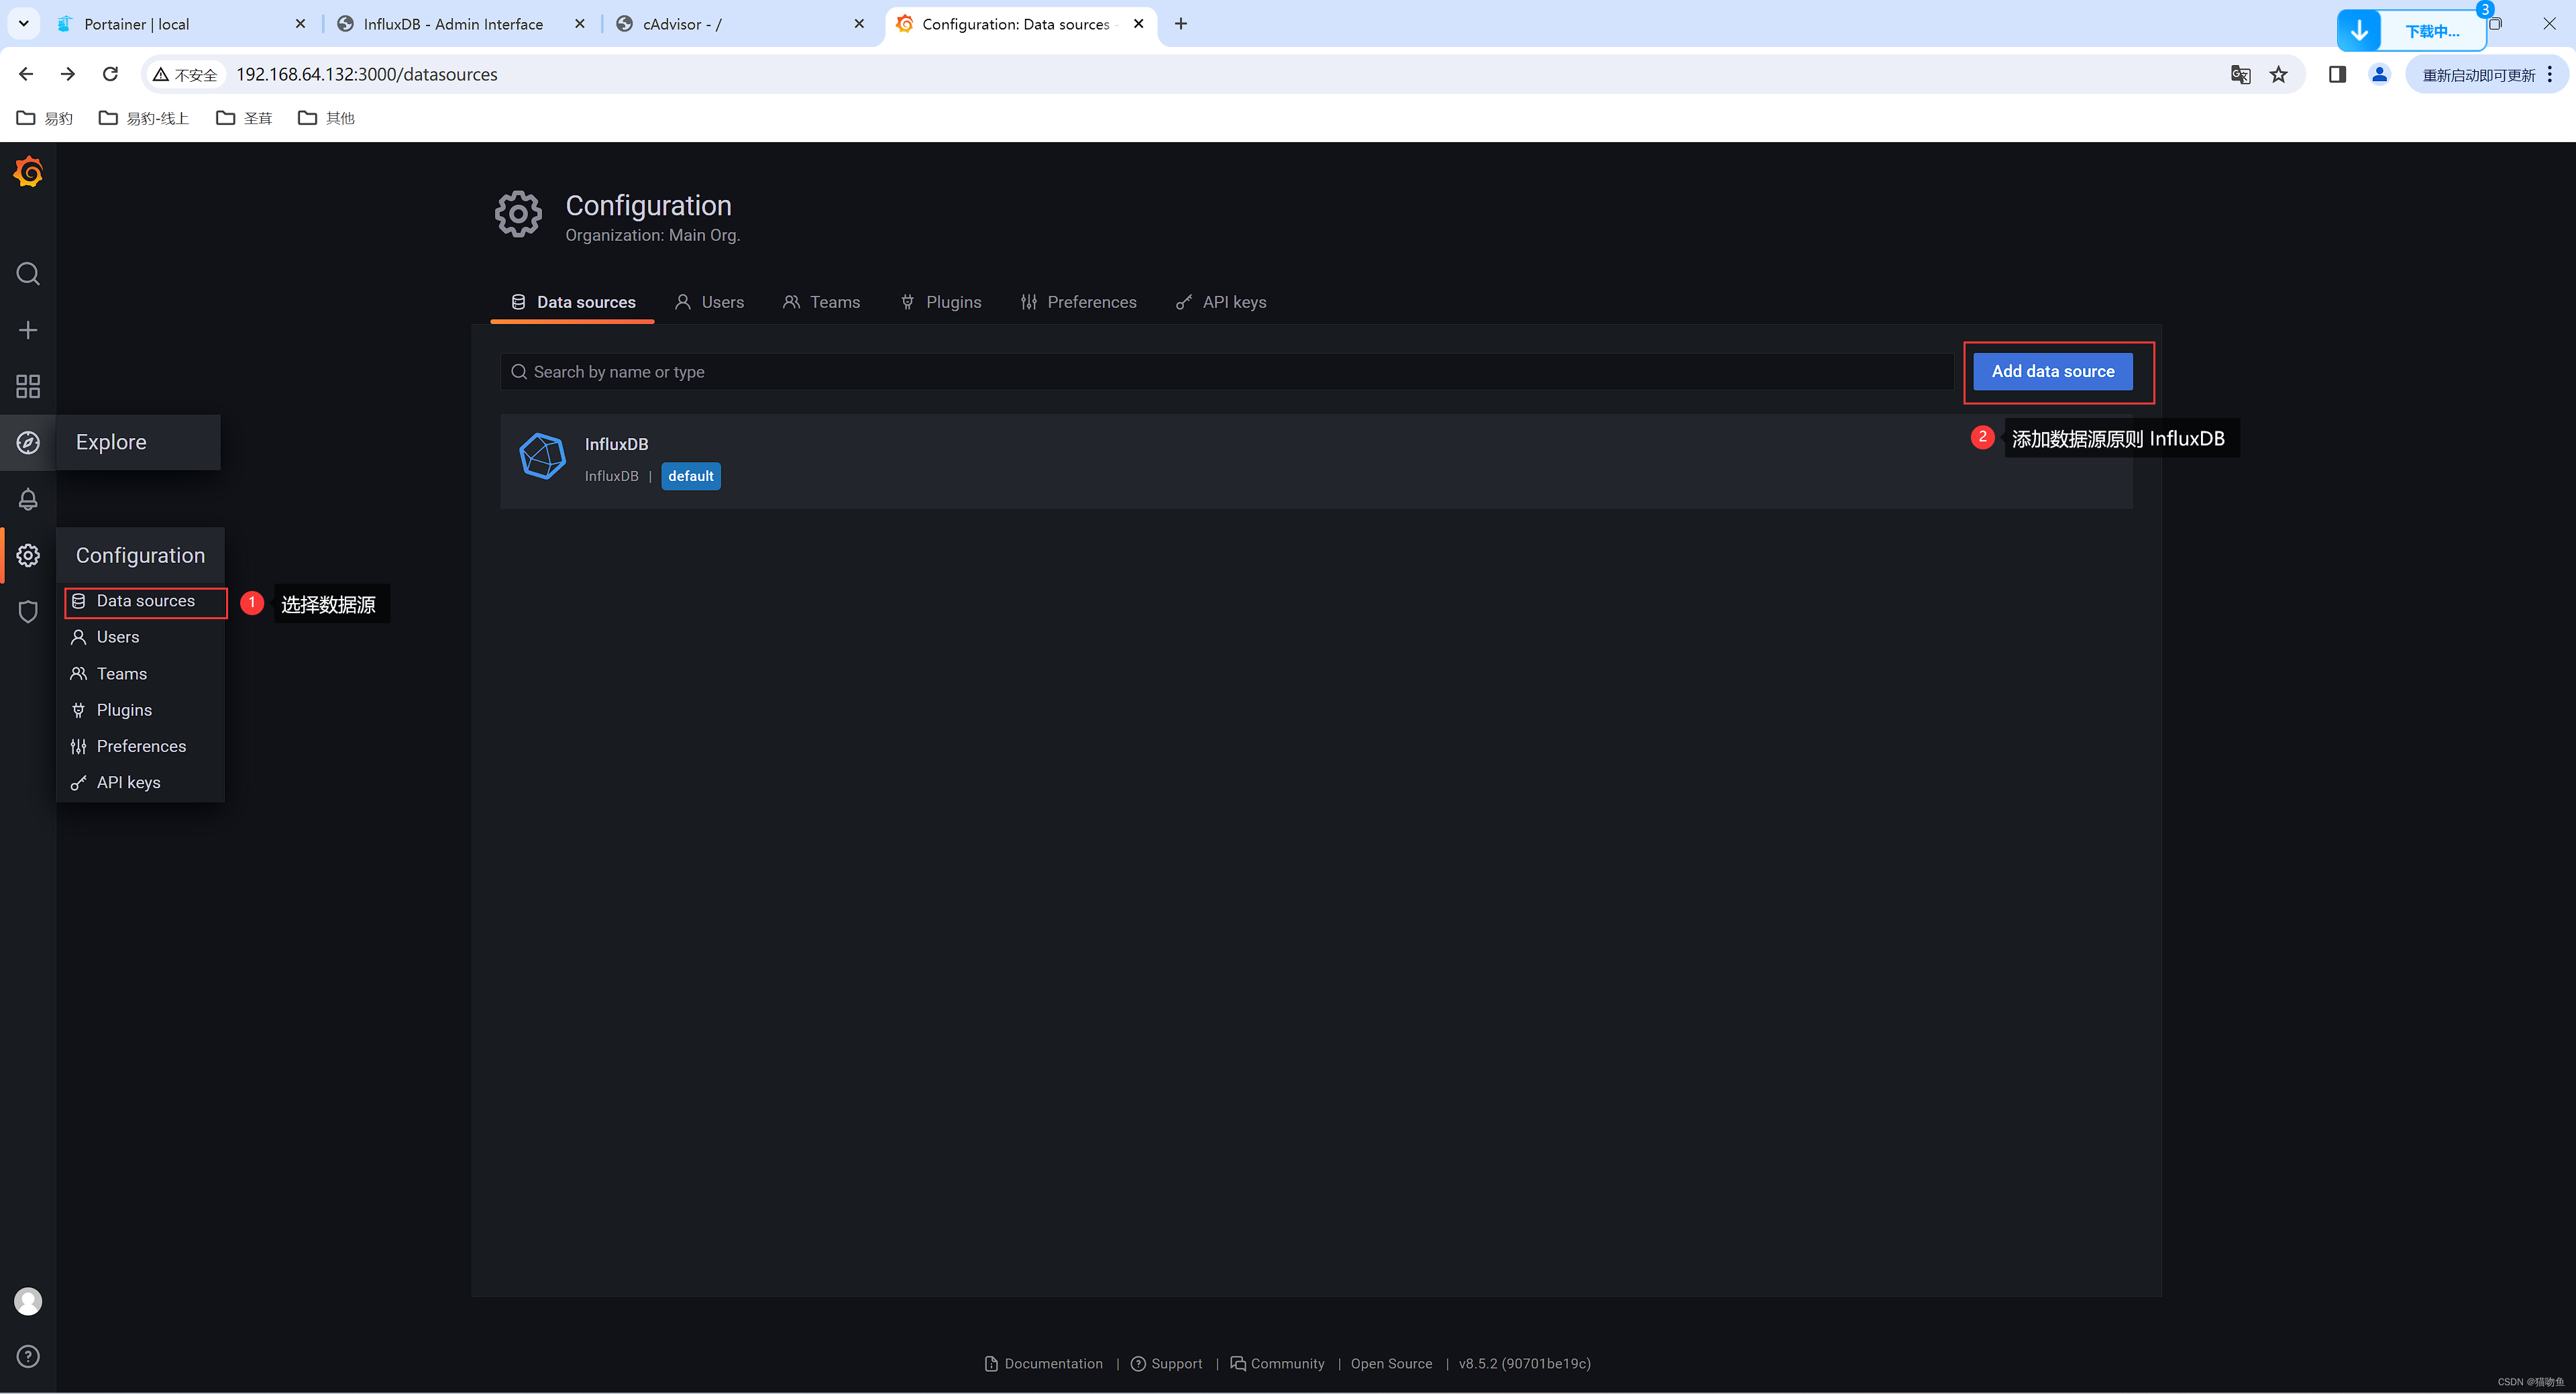 Portainer | local
InfluxDB - Admin Interface
cAdvisor - /
Configuration: Data sources -
3
下载中...
不安全
192.168.64.132:3000/datasources
重新启动即可更新
易豹
易豹-线上
圣茸
其他
Configuration
Organization: Main Org.
Data sources
Users
Teams
Plugins
Preferences
API keys
Search by name or type
Add data source
Explore
InfluxDB
InfluxDB | default
2
添加数据源原则 InfluxDB
Configuration
Data sources
1
选择数据源
Users
Teams
Plugins
Preferences
API keys
Documentation | Support | Community | Open Source | v8.5.2 (90701be19c)
CSDN @猫吻鱼